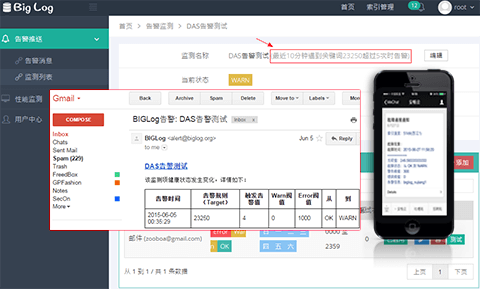 Big Log
首页
索引管理
12
root
告警推送
告警消息
监测列表
性能监测
用户中心
首页 > 告警监测 > DAS告警测试
监测名称
DAS告警测试
最近10分钟遇到关键词23250超过5次时告警
编辑
当前状态
WARN
添加
Gmail
Back
Archive
Spam
Delete
Move to
Labels
More
COMPOSE
Inbox
Chats
Sent Mail
Spam (229)
Trash
FreedBox
GPFashon
Notes
SecOn
More
BIGLog告警: DAS告警测试
Inbox x
BIGLog <alert@biglog.org>
to me
Jun 5
Reply
DAS告警测试
该监测项健康状态发生变化。详情如下:
告警时间 告警规则(Target) 触发告警值 Warn阀值 Error阀值 从 到
2015-06-05 00:35:29 23250 4 0 1000 OK WARN
邮件 (zooboa@gmail.com)
Error
OK
四 五 六
2359
测试
从 1 到 1 / 共 1 条数据
上页 1 下页